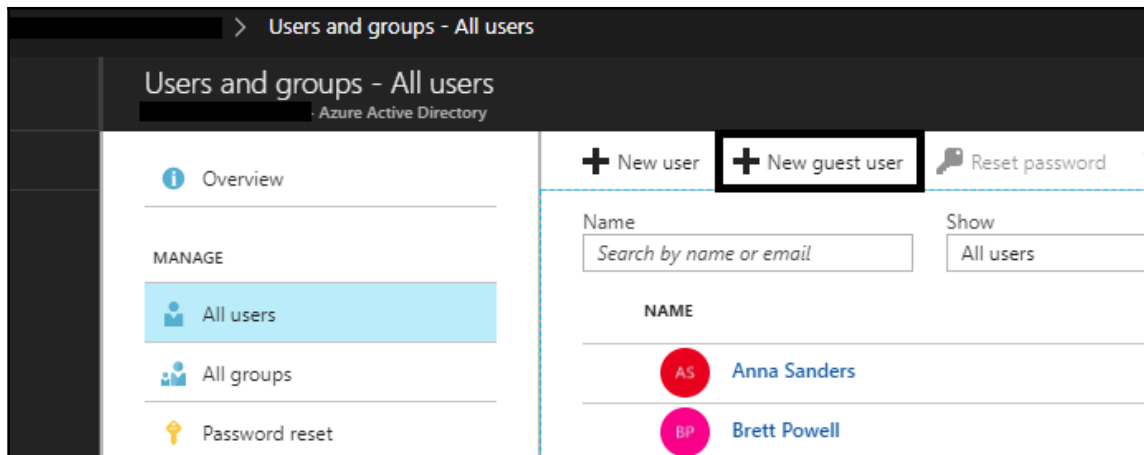 > Users and groups - All users
Users and groups - All users
- Azure Active Directory
Overview
MANAGE
All users
All groups
Password reset
New user
New guest user
Reset password
Name
Search by name or email
Show
All users
NAME
AS Anna Sanders
BP Brett Powell